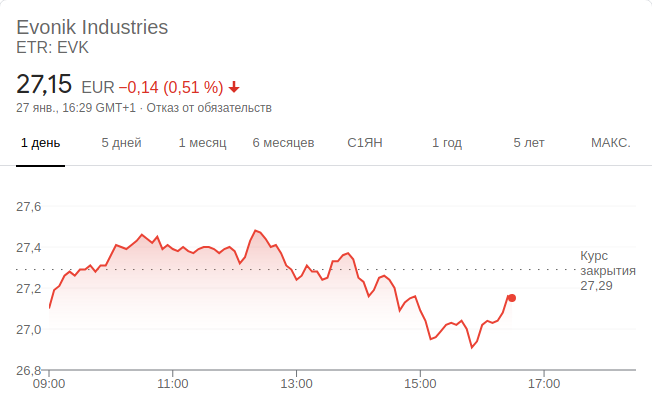 Evonik Industries
ETR: EVK
27,15 EUR −0,14 (0,51 %)
27 янв., 16:29 GMT+1 · Отказ от обязательств
1 день 5 дней 1 месяц 6 месяцев С1ЯН 1 год 5 лет МАКС.
27,6
27,4
Курс
закрытия
27,29
27,2
27,0
26,8
09:00 11:00 13:00 15:00 17:00